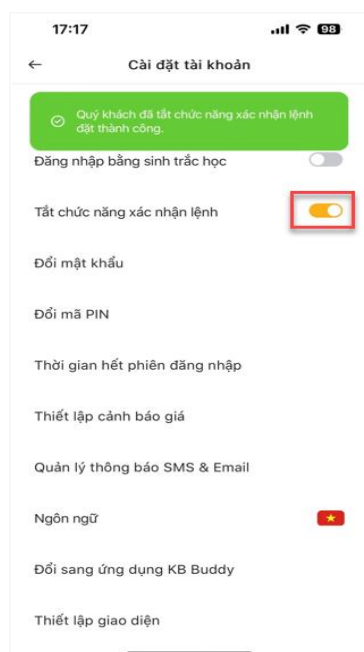 17:17
98
Cài đặt tài khoản
Quý khách đã tắt chức năng xác nhận lệnh
đặt thành công.
Đăng nhập bằng sinh trắc học
Tắt chức năng xác nhận lệnh
Đổi mật khẩu
Đổi mã PIN
Thời gian hết phiên đăng nhập
Thiết lập cảnh báo giá
Quản lý thông báo SMS & Email
Ngôn ngữ
Đổi sang ứng dụng KB Buddy
Thiết lập giao diện